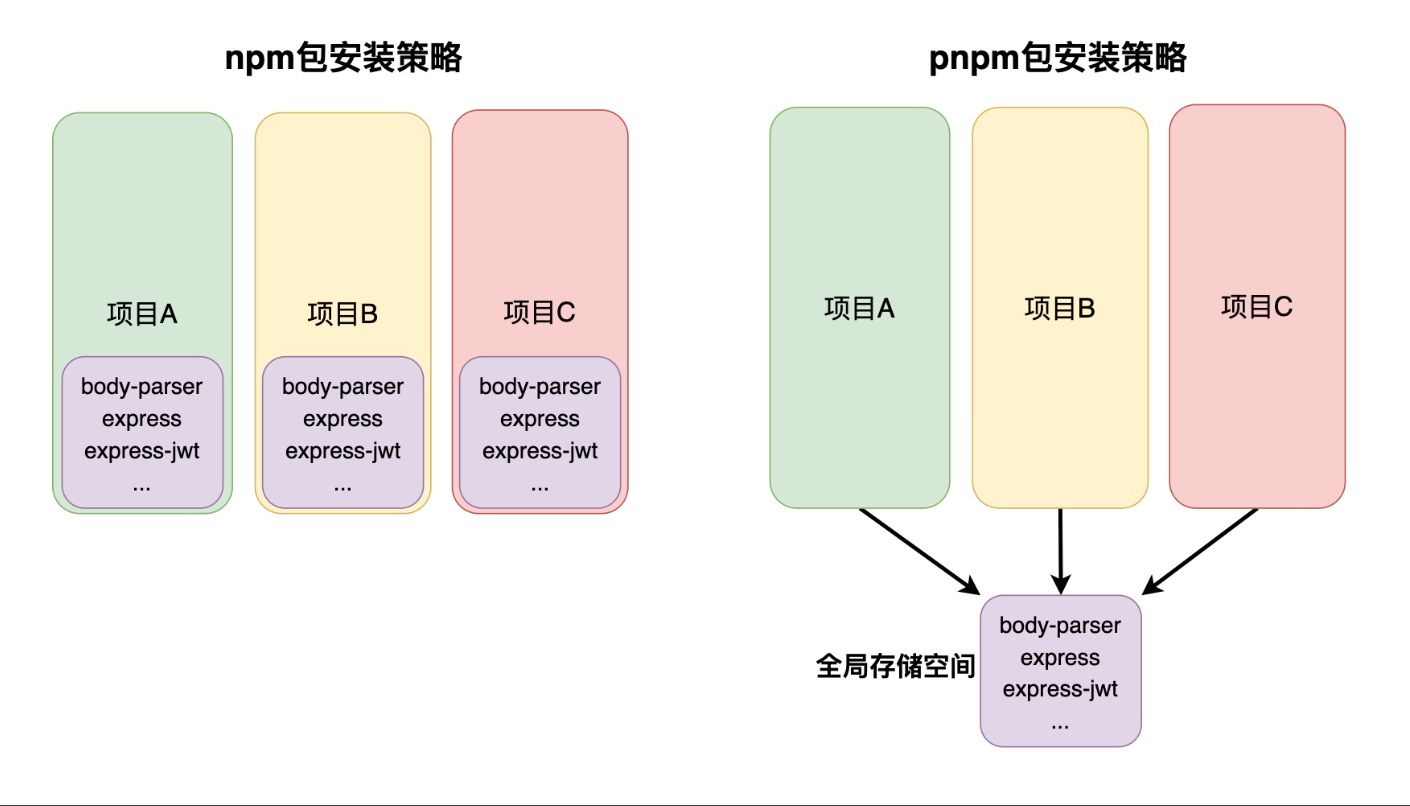 npm包安装策略
项目A
body-parser
express
express-jwt
...
项目B
body-parser
express
express-jwt
...
项目C
body-parser
express
express-jwt
...
pnpm包安装策略
项目A
项目B
项目C
全局存储空间
body-parser
express
express-jwt
...